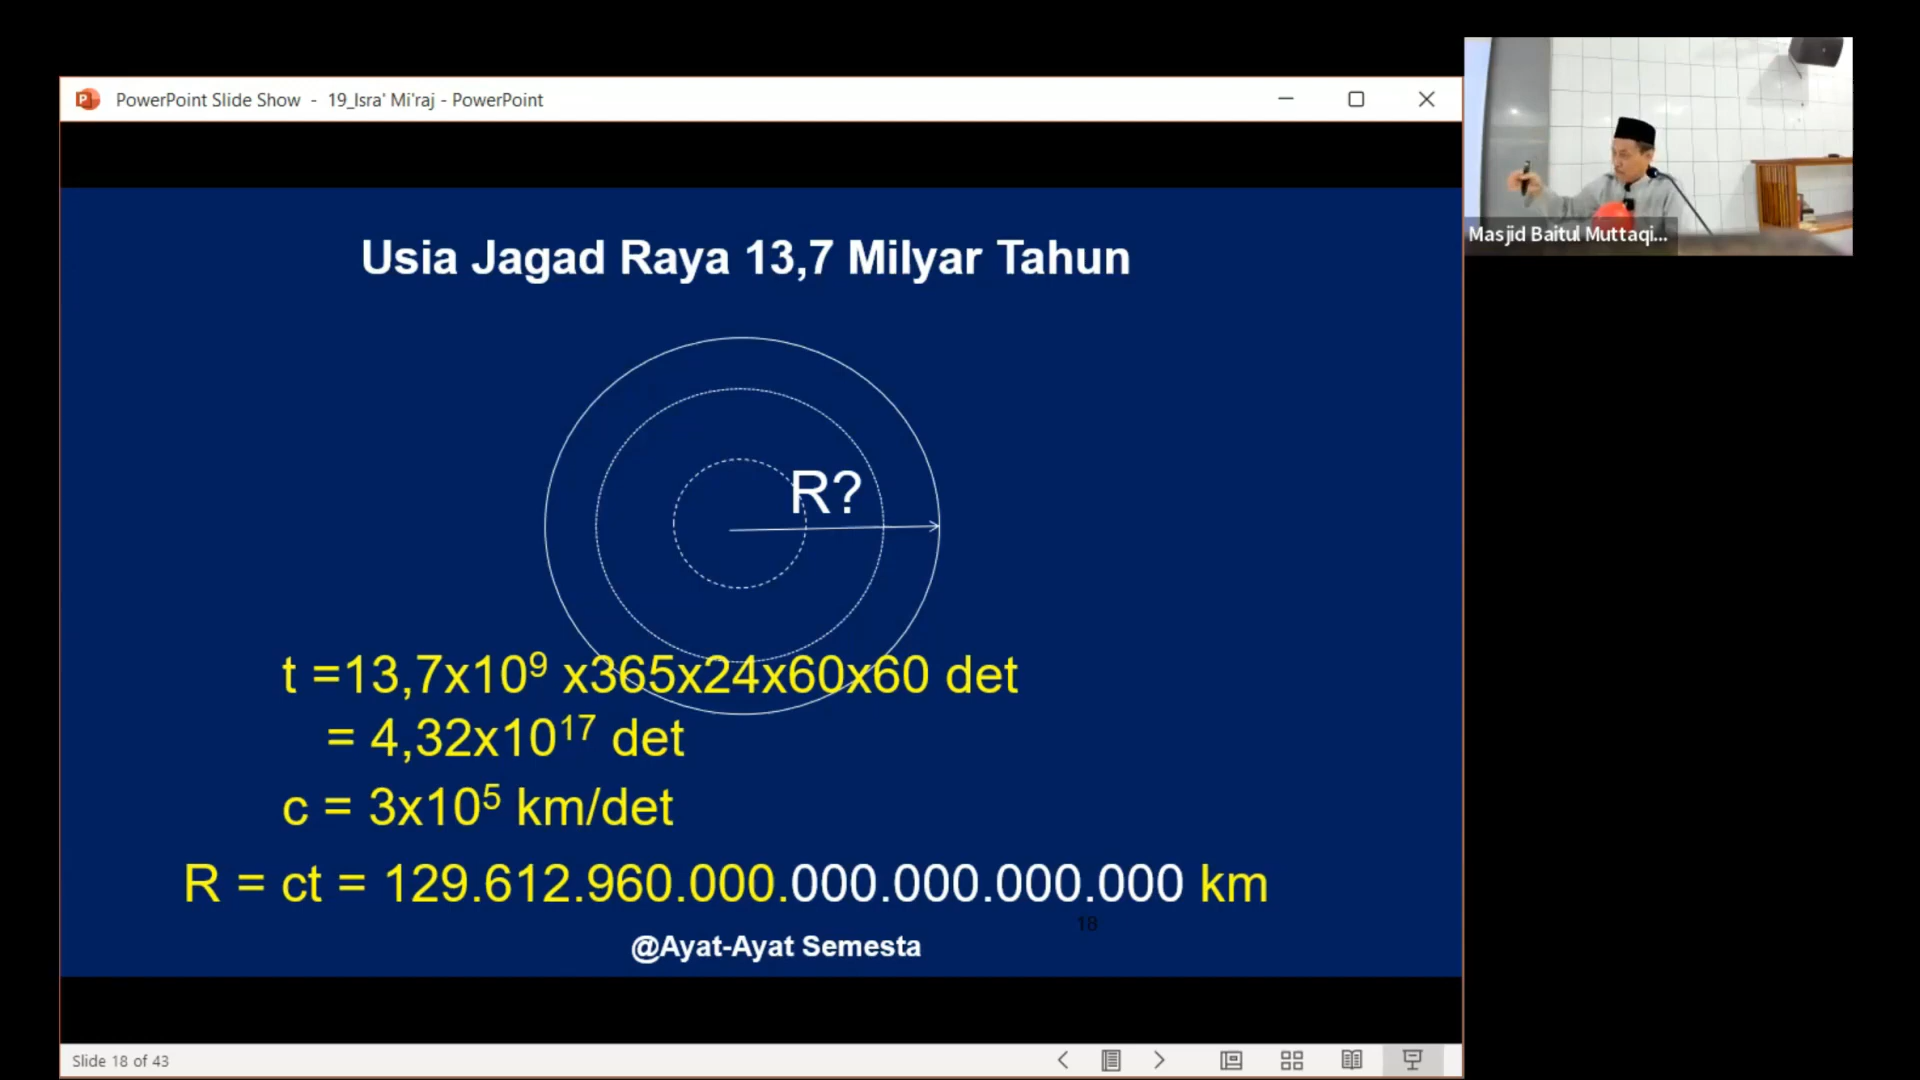 PowerPoint Slide Show - 19_Isra' Mi'raj - PowerPoint
Masjid Baitul Muttaqi...
Usia Jagad Raya 13,7 Milyar Tahun
R?
t =13,7x10⁹ x365x24x60x60 det
= 4,32x10¹⁷ det
c = 3x10⁵ km/det
R = ct = 129.612.960.000.000.000.000.000 km
18
@Ayat-Ayat Semesta
Slide 18 of 43